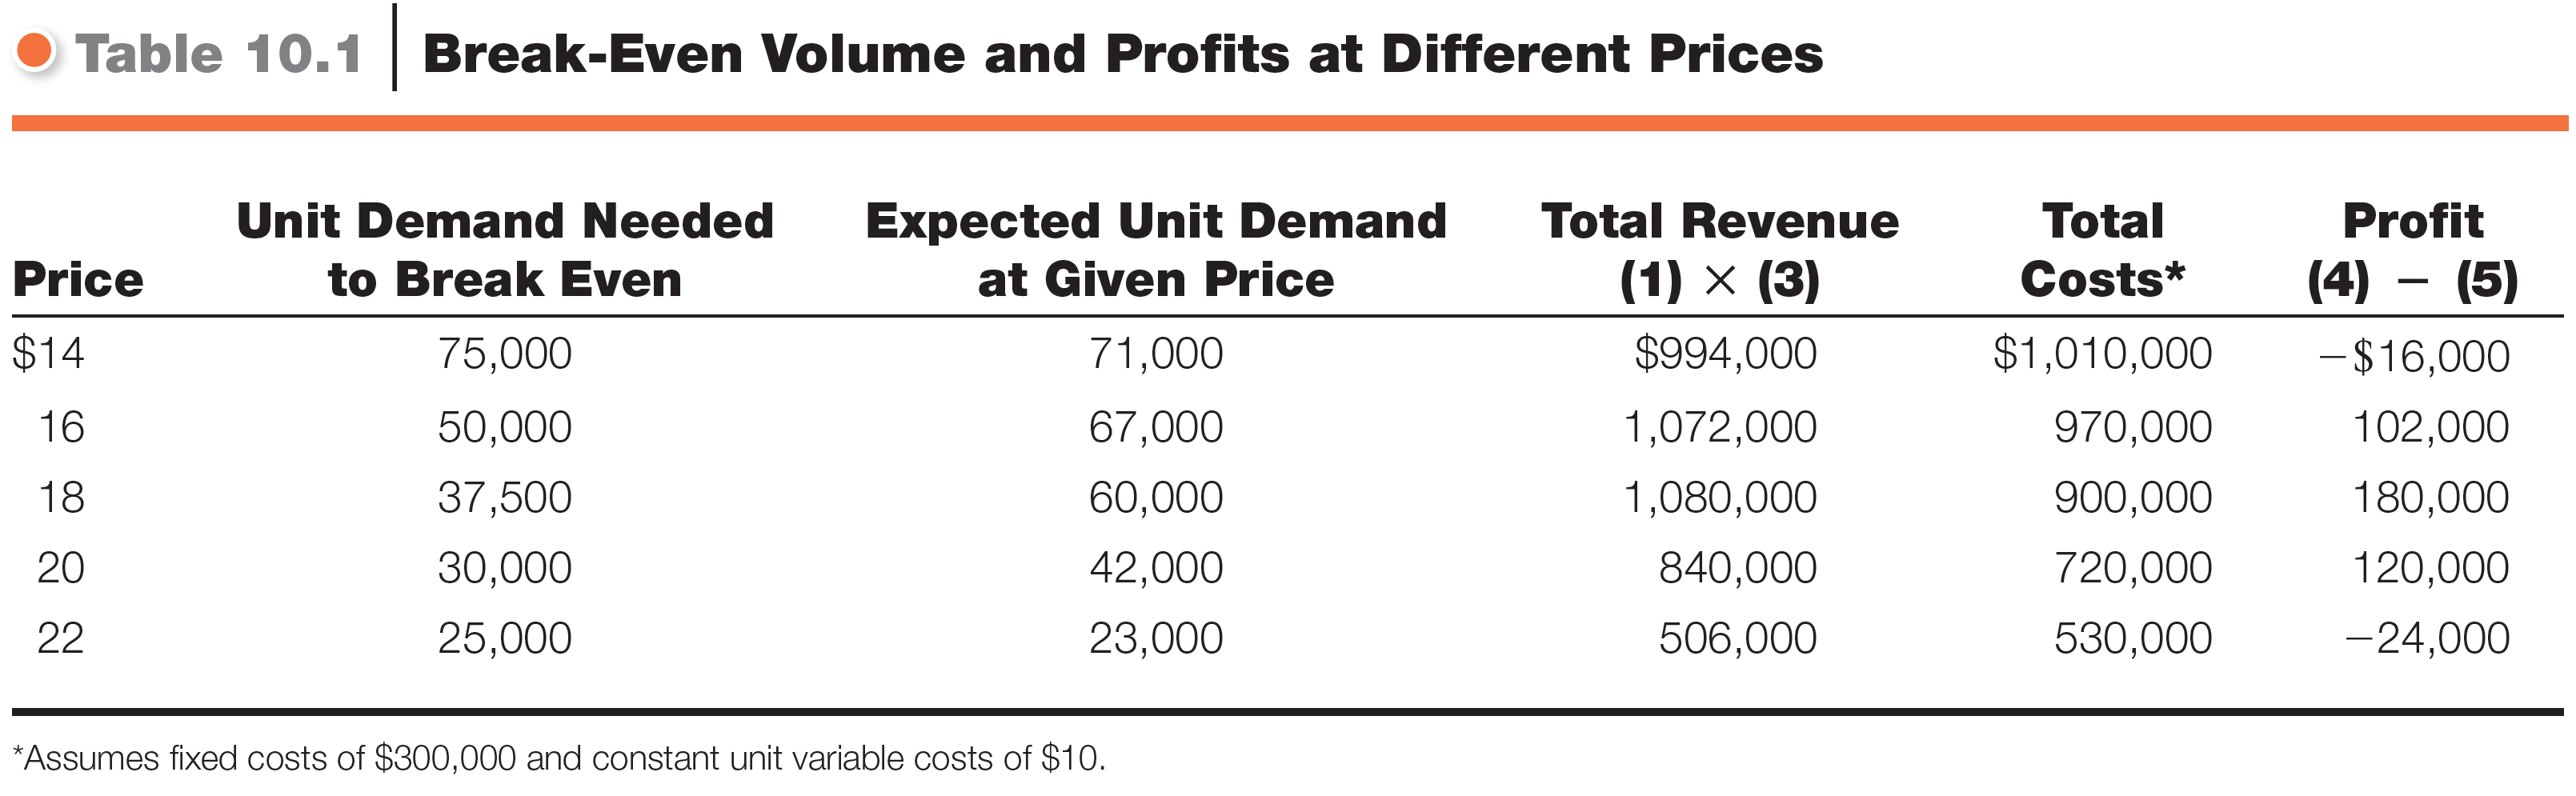 Table 10.1 | Break-Even Volume and Profits at Different Prices
Unit Demand Needed Expected Unit Demand Total Revenue Total Profit
Price to Break Even at Given Price (1) × (3) Costs* (4) − (5)
$14 75,000 71,000 $994,000 $1,010,000 −$16,000
16 50,000 67,000 1,072,000 970,000 102,000
18 37,500 60,000 1,080,000 900,000 180,000
20 30,000 42,000 840,000 720,000 120,000
22 25,000 23,000 506,000 530,000 −24,000
*Assumes fixed costs of $300,000 and constant unit variable costs of $10.